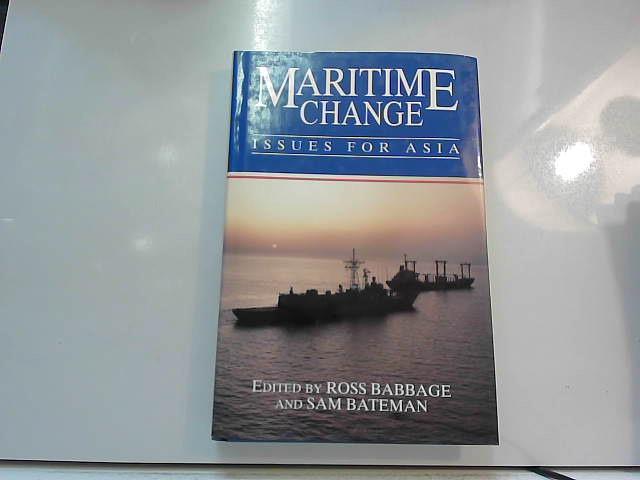 MARITIME
CHANGE
ISSUES FOR ASIA
EDITED BY ROSS BABBAGE
AND SAM BATEMAN